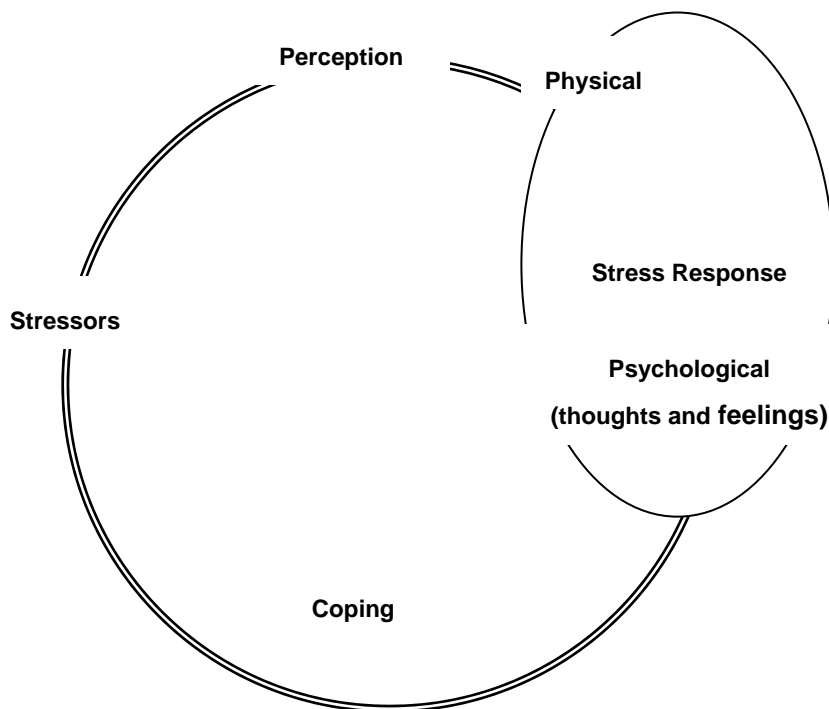 Perception
Physical
Stress Response
Stressors
Psychological
(thoughts and feelings)
Coping